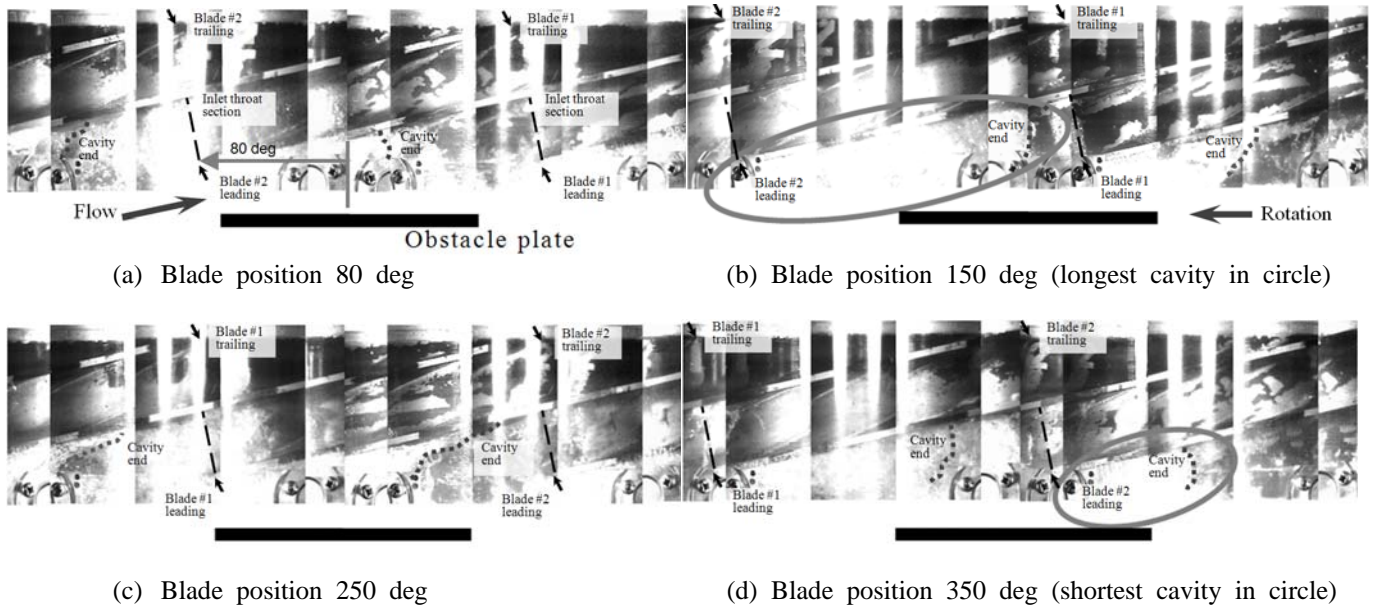 Blade #2
trailing
Blade #1
trailing
Inlet throat
section
Inlet throat
section
Cavity
end
80 deg
Cavity
end
Blade #2
leading
Blade #1
leading
Flow
Obstacle plate
(a) Blade position 80 deg
Blade #2
trailing
Blade #1
trailing
Cavity
end
Cavity
end
Blade #2
leading
Blade #1
leading
Rotation
(b) Blade position 150 deg (longest cavity in circle)
Blade #1
trailing
Blade #2
trailing
Cavity
end
Cavity
end
Blade #1
leading
Blade #2
leading
(c) Blade position 250 deg
Blade #1
trailing
Blade #2
trailing
Cavity
end
Cavity
end
Blade #1
leading
Blade #2
leading
(d) Blade position 350 deg (shortest cavity in circle)